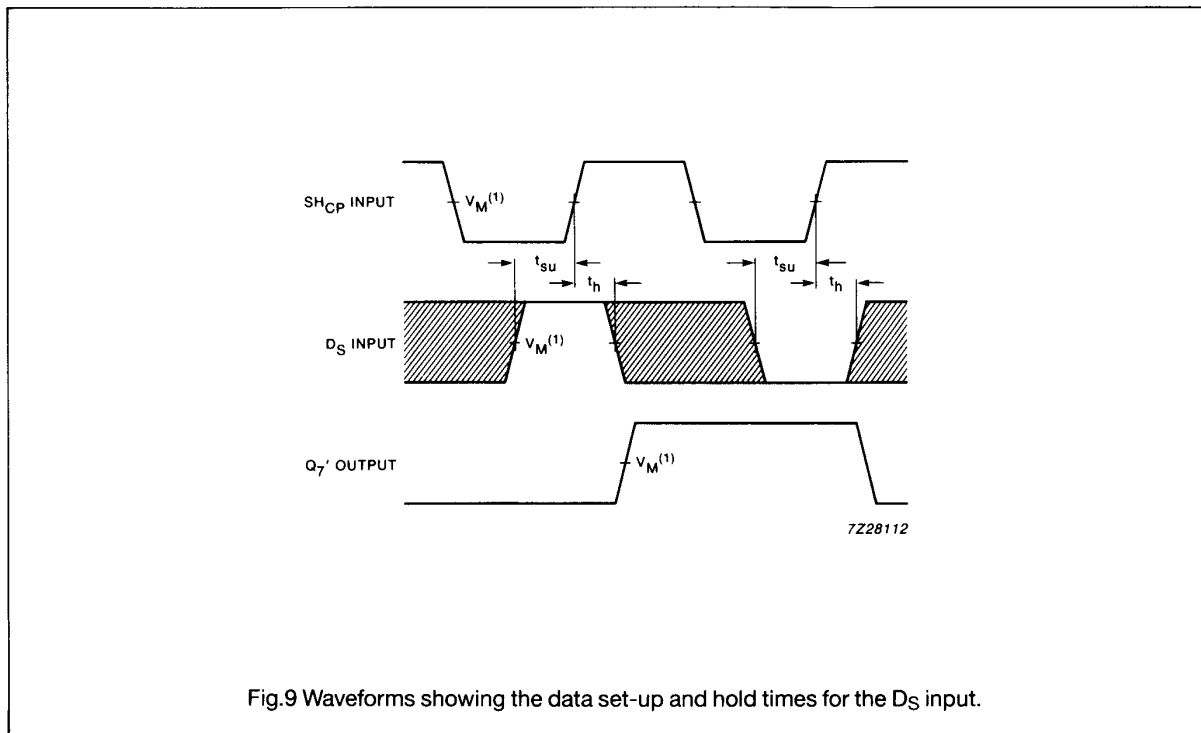 SH_CP INPUT
V_M^(1)
t_su
t_su
t_h
t_h
D_S INPUT
V_M^(1)
Q_7' OUTPUT
V_M^(1)
7Z28112
Fig.9 Waveforms showing the data set-up and hold times for the D_S input.